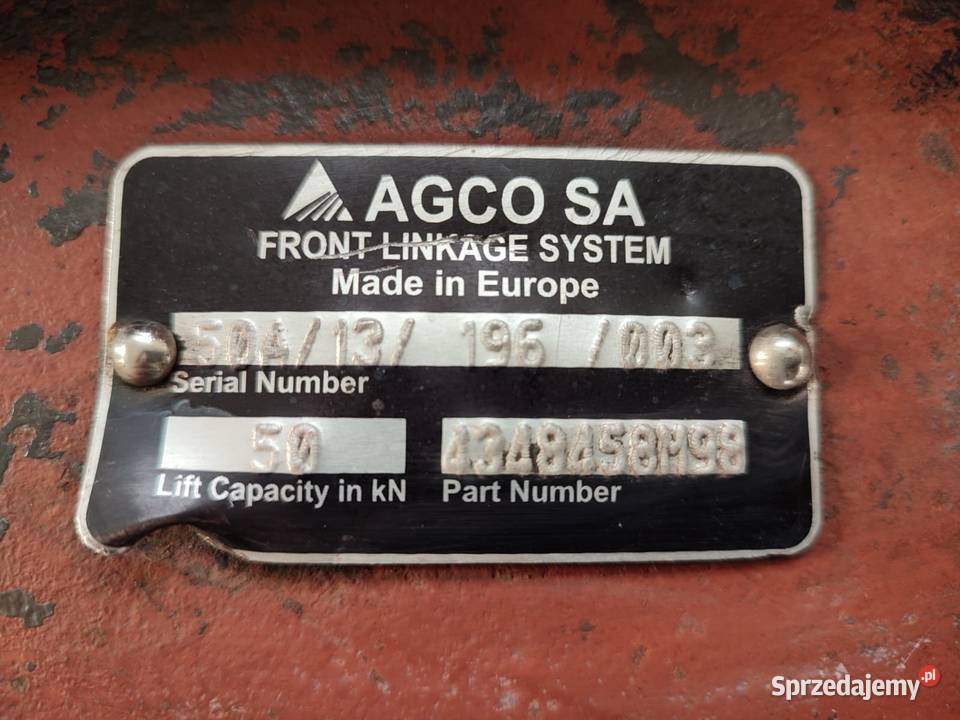 AGCO SA
FRONT LINKAGE SYSTEM
Made in Europe
50A/13/ 196 /003
Serial Number
50 4348458M98
Lift Capacity in kN Part Number
Sprzedajemy.pl